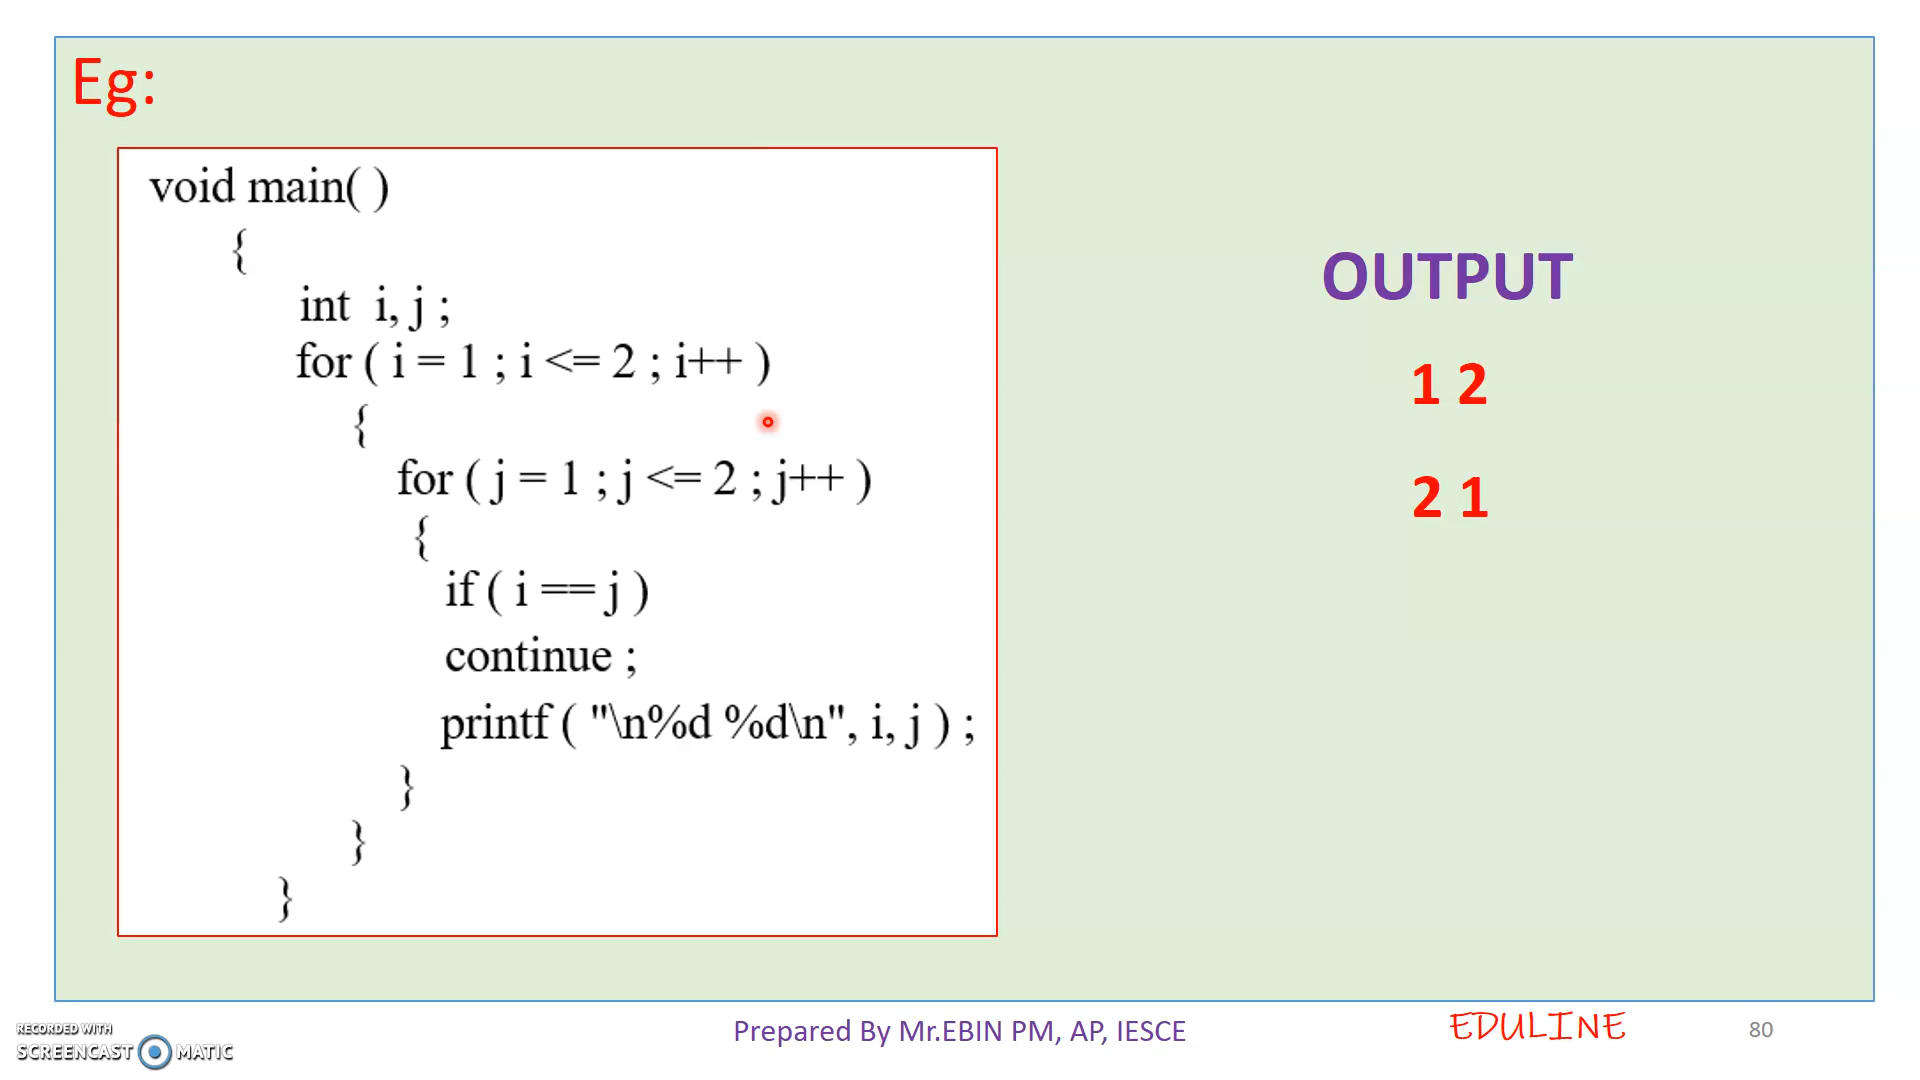 Eg:
void main( )
{
int i, j ;
for ( i = 1 ; i <= 2 ; i++ )
{
for ( j = 1 ; j <= 2 ; j++ )
{
if ( i == j )
continue ;
printf ( "\n%d %d\n", i, j ) ;
}
}
}
OUTPUT
1 2
2 1
RECORDED WITH
SCREENCAST MATIC
Prepared By Mr.EBIN PM, AP, IESCE
EDULINE
80